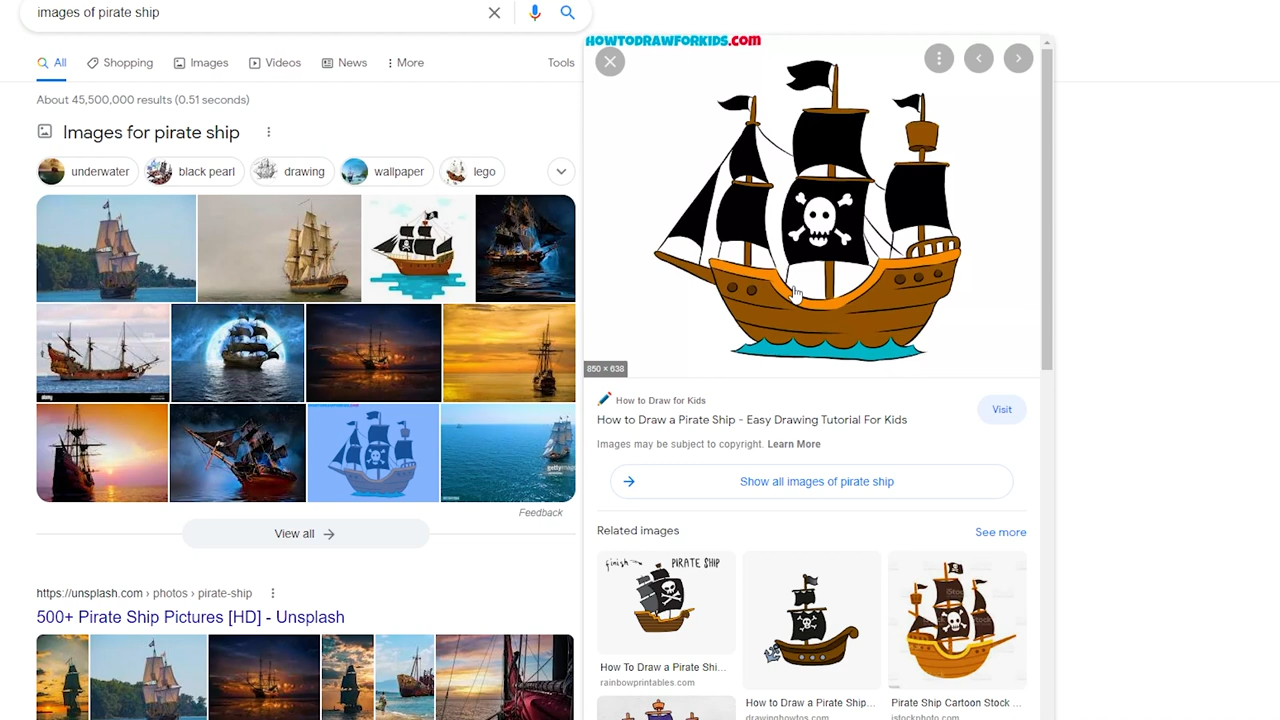 images of pirate ship
All
Shopping
Images
Videos
News
More
Tools
About 45,500,000 results (0.51 seconds)
Images for pirate ship
underwater
black pearl
drawing
wallpaper
lego
Feedback
View all
https://unsplash.com › photos › pirate-ship
500+ Pirate Ship Pictures [HD] - Unsplash
HOWTODRAWFORKIDS.COM
850 × 638
How to Draw for Kids
How to Draw a Pirate Ship - Easy Drawing Tutorial For Kids
Visit
Images may be subject to copyright. Learn More
Show all images of pirate ship
Related images
See more
finish
PIRATE SHIP
How To Draw a Pirate Shi...
rainbowprintables.com
How to Draw a Pirate Ship...
drawinghowtos.com
Pirate Ship Cartoon Stock ...
istockphoto.com